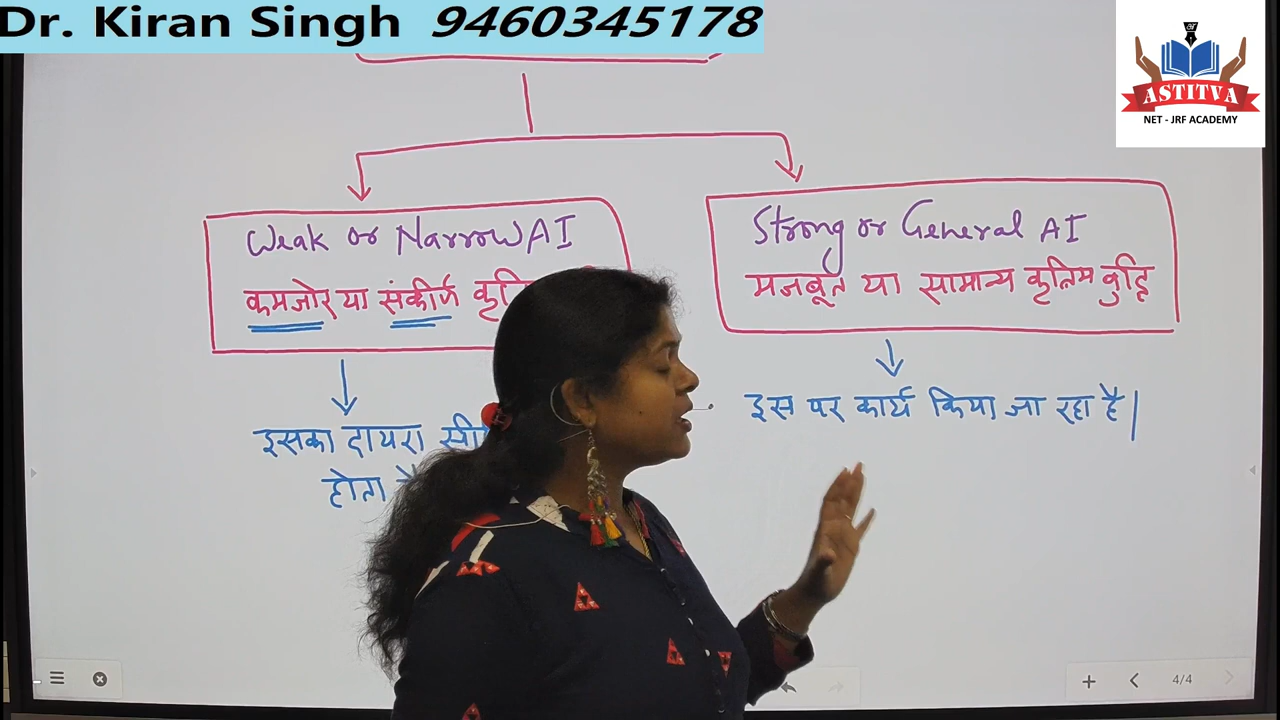 Dr. Kiran Singh 9460345178
ASTITVA
NET - JRF ACADEMY
Weak or Narrow AI
कमजोर या संकीर्ण
Strong or General AI
मजबूत या सामान्य कृत्रिम बुद्धि
इसका दायरा
होता है
इस पर कार्य किया जा रहा है|
4/4